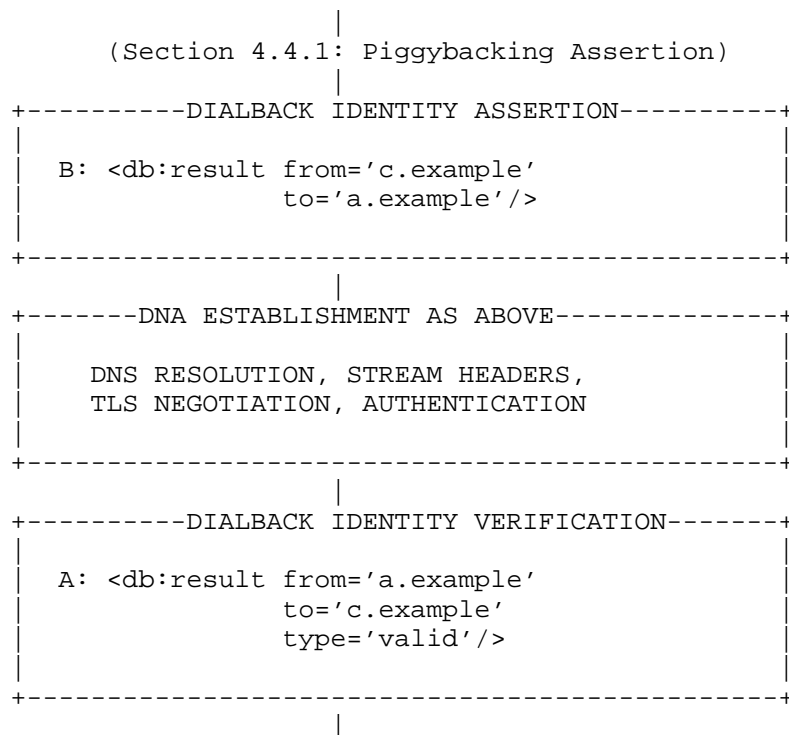 |
(Section 4.4.1: Piggybacking Assertion)
|
+----------DIALBACK IDENTITY ASSERTION----------+
|                                               |
|  B: <db:result from='c.example'               |
|                to='a.example'/>               |
|                                               |
+-----------------------------------------------+
|
+-------DNA ESTABLISHMENT AS ABOVE--------------+
|                                               |
|    DNS RESOLUTION, STREAM HEADERS,            |
|    TLS NEGOTIATION, AUTHENTICATION            |
|                                               |
+-----------------------------------------------+
|
+----------DIALBACK IDENTITY VERIFICATION-------+
|                                               |
|  A: <db:result from='a.example'               |
|                to='c.example'                 |
|                type='valid'/>                 |
|                                               |
+-----------------------------------------------+
|